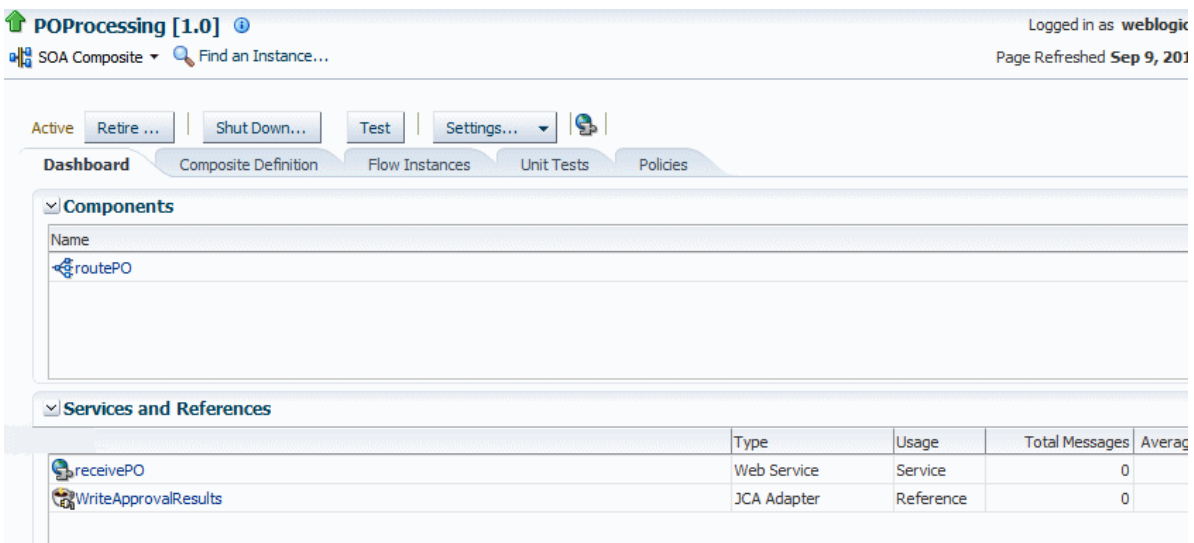 POProcessing [1.0]
Logged in as weblogic
SOA Composite Find an Instance...
Page Refreshed Sep 9, 201
Active Retire ... Shut Down... Test Settings...
Dashboard Composite Definition Flow Instances Unit Tests Policies
Components
Name
routePO
Services and References
Type Usage Total Messages Averag
receivePO Web Service Service 0
WriteApprovalResults JCA Adapter Reference 0